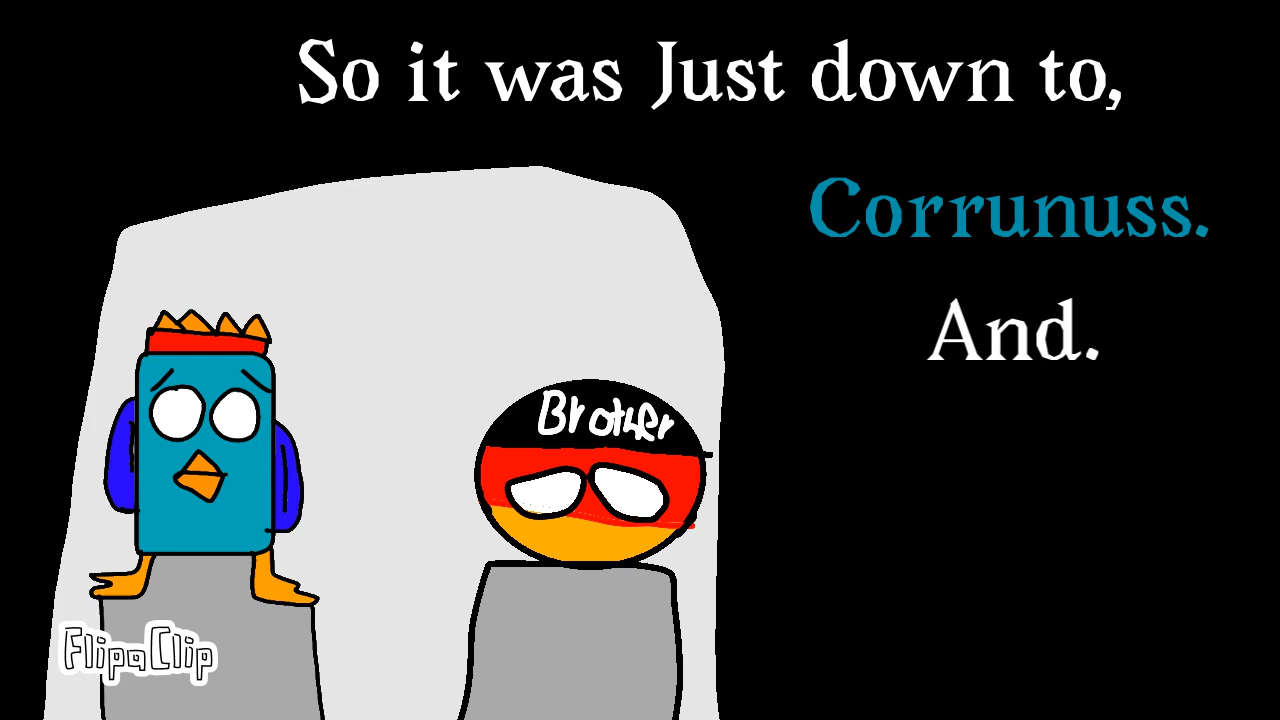 So it was Just down to,
Corrunuss.
And.
Brother
FlipaClip